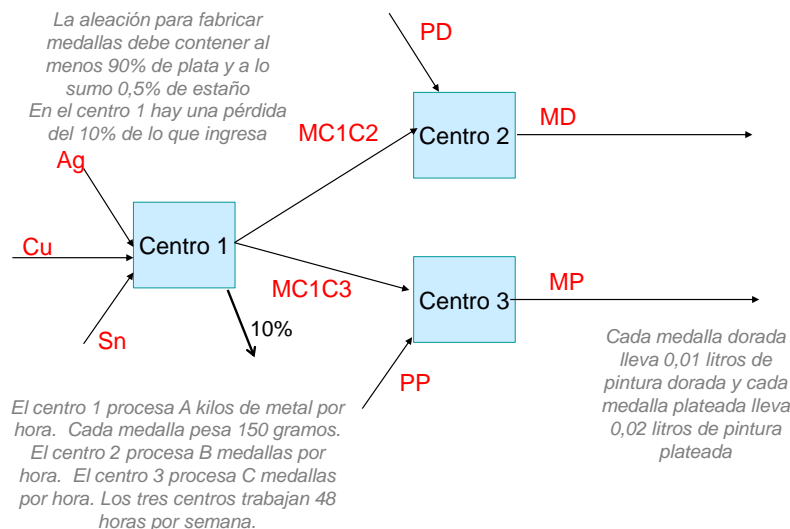 La aleación para fabricar
medallas debe contener al
menos 90% de plata y a lo
sumo 0,5% de estaño
En el centro 1 hay una pérdida
del 10% de lo que ingresa
PD
MC1C2
Centro 2
MD
Ag
Cu
Centro 1
Sn
MC1C3
10%
Centro 3
MP
PP
Cada medalla dorada
lleva 0,01 litros de
pintura dorada y cada
medalla plateada lleva
0,02 litros de pintura
plateada
El centro 1 procesa A kilos de metal por
hora. Cada medalla pesa 150 gramos.
El centro 2 procesa B medallas por
hora. El centro 3 procesa C medallas
por hora. Los tres centros trabajan 48
horas por semana.